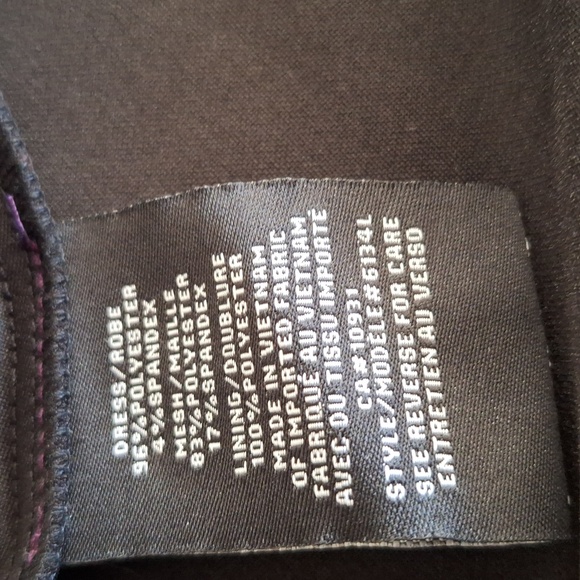 DRESS/ROBE
96%POLYESTER
4%SPANDEX
MESH/MAILLE
83%POLYESTER
17%SPANDEX
LINING/DOUBLURE
100%POLYESTER
MADE IN VIETNAM
OF IMPORTED FABRIC
FABRIQUÉ AU VIETNAM
AVEC DU TISSU IMPORTÉ
CA#10931
STYLE/MODELE#6134L
SEE REVERSE FOR CARE
ENTRETIEN AU VERSO